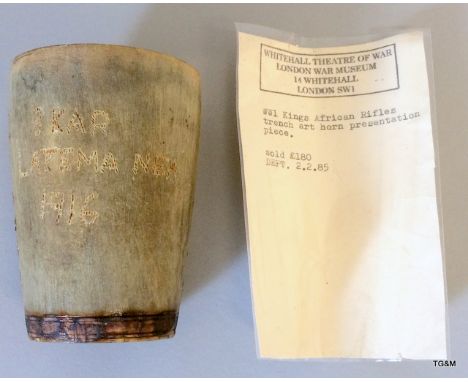 1 KAR
LATEMA NEK
1916
WHITEHALL THEATRE OF WAR
LONDON WAR MUSEUM
14 WHITEHALL
LONDON SW1
WW1 Kings African Rifles
trench art horn presentation
piece.
sold £180
DEPT. 2.2.85
TG&M